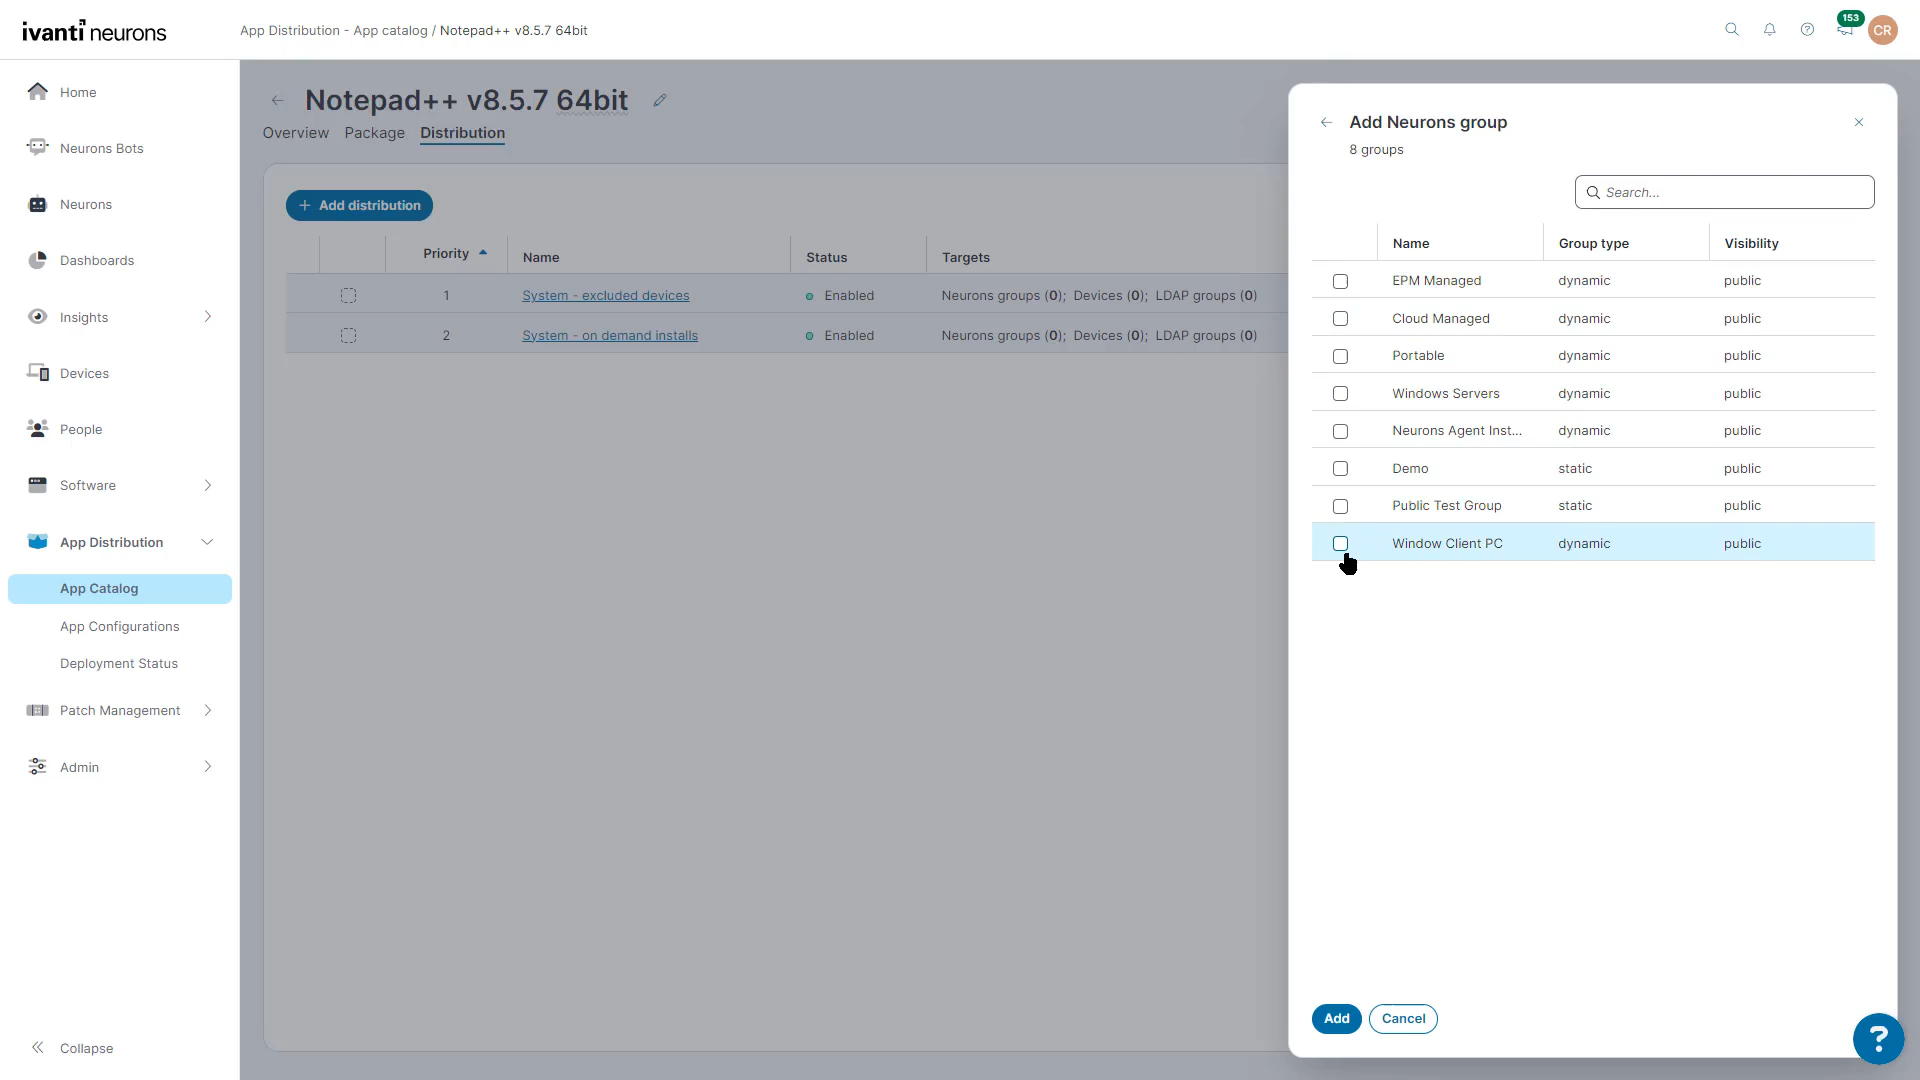 ivanti neurons
App Distribution - App catalog / Notepad++ v8.5.7 64bit
153
CR
Home
Neurons Bots
Neurons
Dashboards
Insights
Devices
People
Software
App Distribution
App Catalog
App Configurations
Deployment Status
Patch Management
Admin
Collapse
Notepad++ v8.5.7 64bit
Overview Package Distribution
+ Add distribution
Priority Name Status Targets
1 System - excluded devices Enabled Neurons groups (0); Devices (0); LDAP groups (0)
2 System - on demand installs Enabled Neurons groups (0); Devices (0); LDAP groups (0)
Add Neurons group
8 groups
Search...
Name Group type Visibility
EPM Managed dynamic public
Cloud Managed dynamic public
Portable dynamic public
Windows Servers dynamic public
Neurons Agent Inst... dynamic public
Demo static public
Public Test Group static public
Window Client PC dynamic public
Add Cancel
?